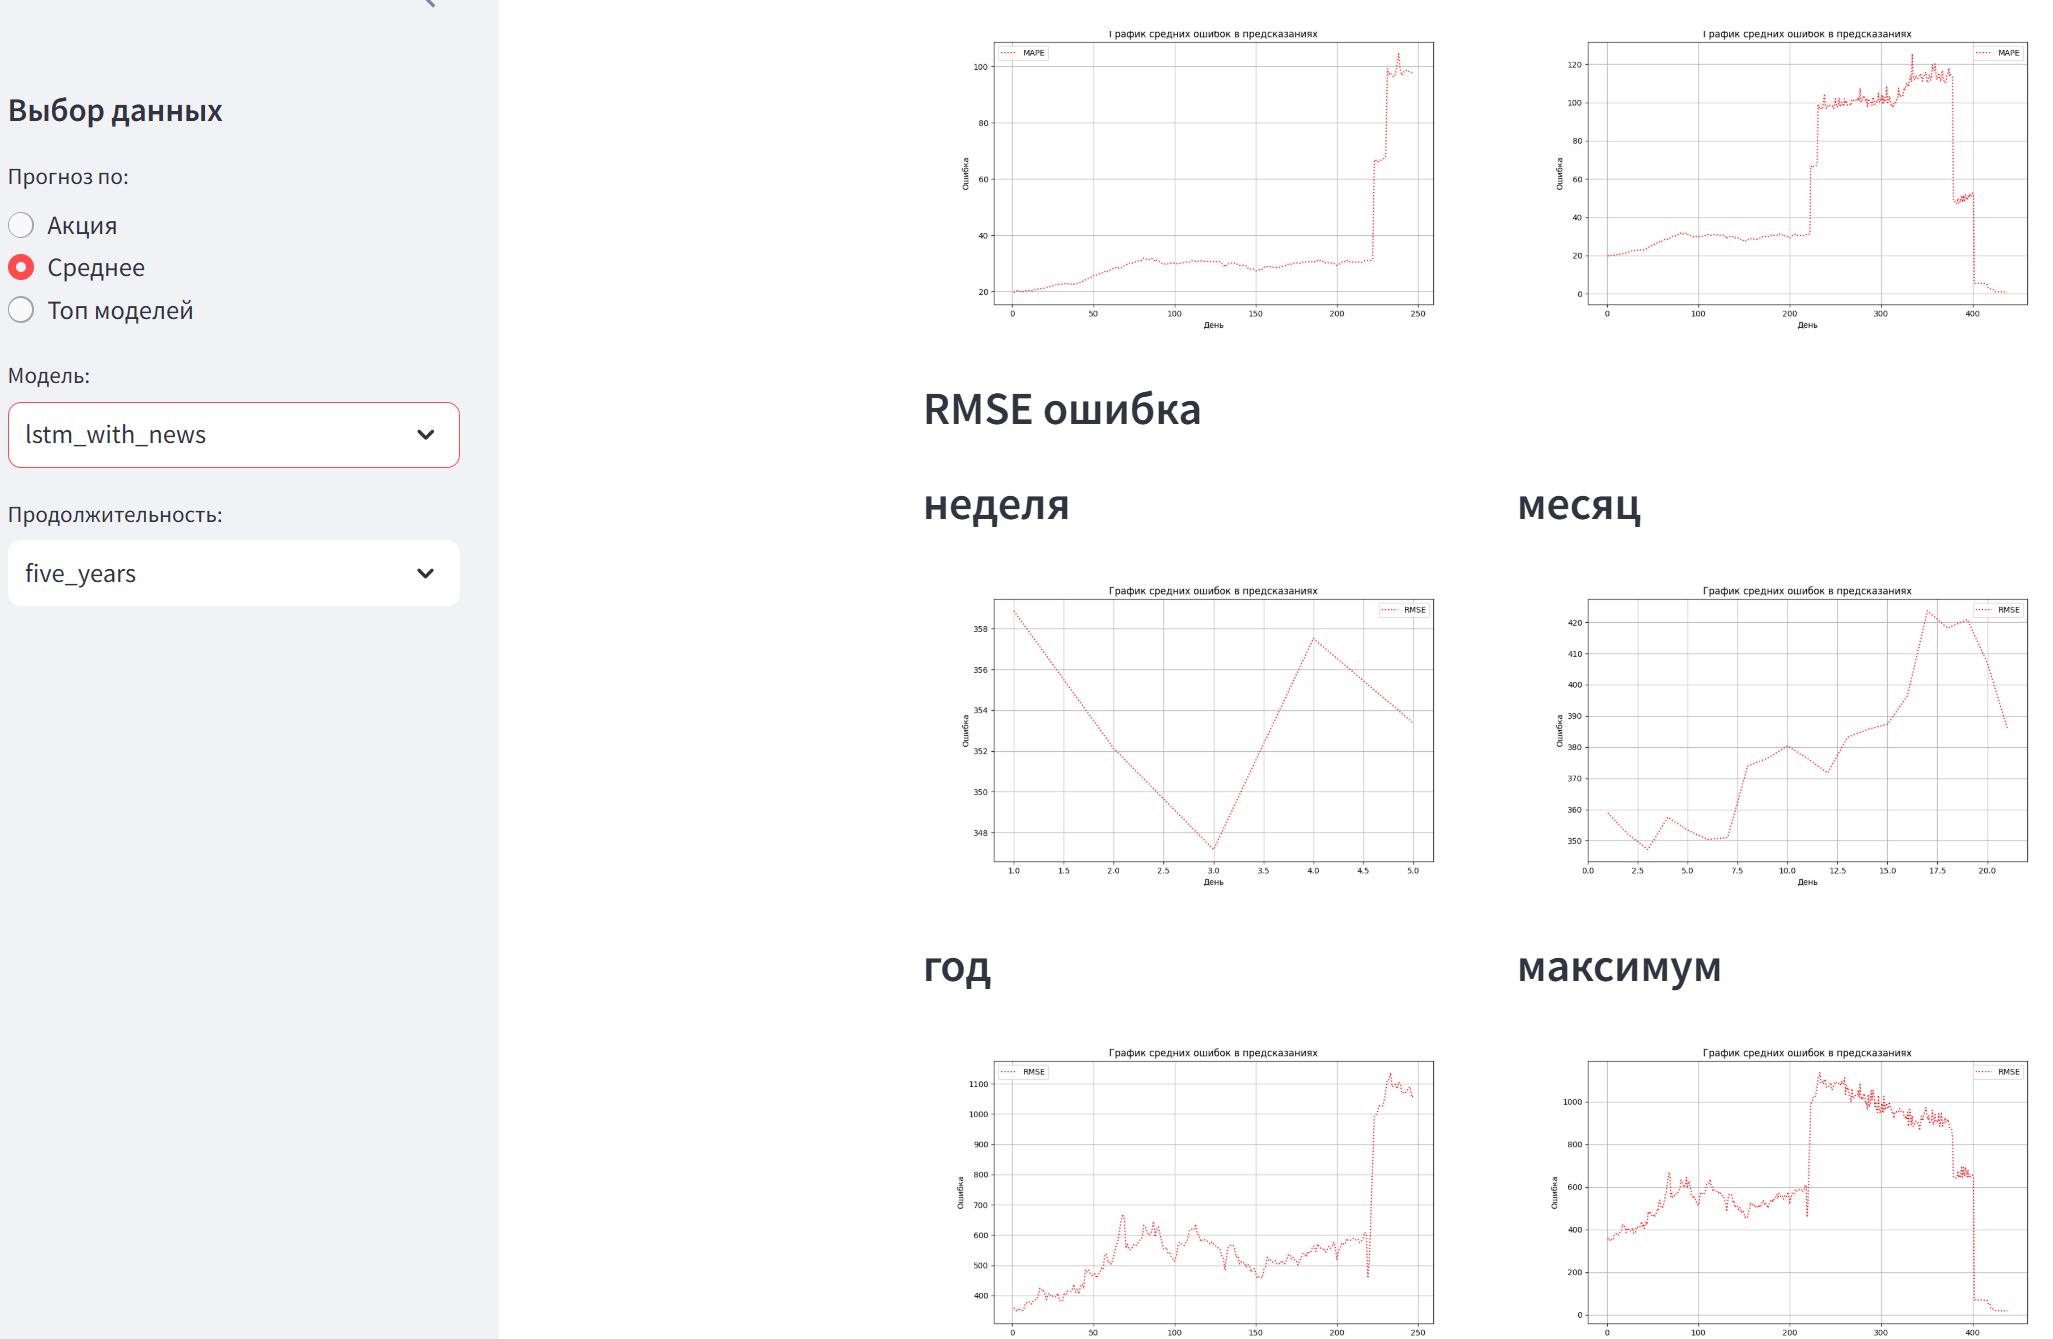 Выбор данных
Прогноз по:
Акция
Среднее
Топ моделей
Модель:
lstm_with_news
Продолжительность:
five_years
График средних ошибок в предсказаниях
MAPE
Ошибка
100
80
60
40
20
0 50 100 150 200 250
День
График средних ошибок в предсказаниях
MAPE
Ошибка
120
100
80
60
40
20
0
0 100 200 300 400
День
RMSE ошибка
неделя
месяц
График средних ошибок в предсказаниях
RMSE
Ошибка
358
356
354
352
350
348
1.0 1.5 2.0 2.5 3.0 3.5 4.0 4.5 5.0
День
График средних ошибок в предсказаниях
RMSE
Ошибка
420
410
400
390
380
370
360
350
0.0 2.5 5.0 7.5 10.0 12.5 15.0 17.5 20.0
День
год
максимум
График средних ошибок в предсказаниях
RMSE
Ошибка
1100
1000
900
800
700
600
500
400
0 50 100 150 200 250
График средних ошибок в предсказаниях
RMSE
Ошибка
1000
800
600
400
200
0
0 100 200 300 400